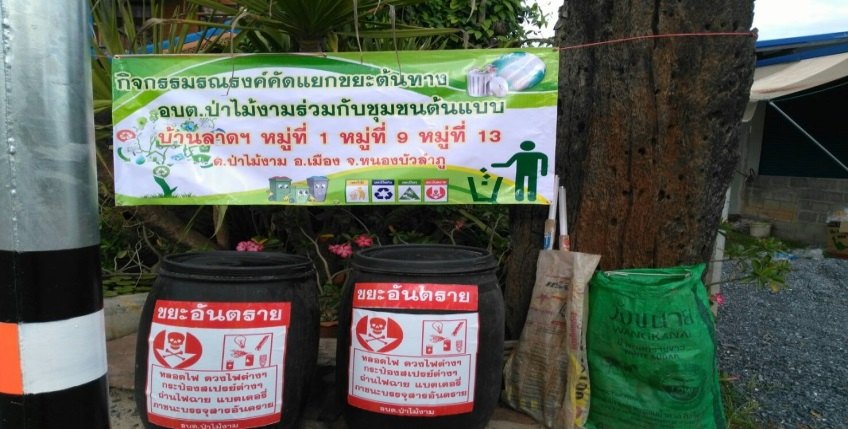 กิจกรรมรณรงค์คัดแยกขยะต้นทาง
อบต.ป่าไม้งามร่วมกับชุมชนต้นแบบ
บ้านลาดฯ หมู่ที่ 1 หมู่ที่ 9 หมู่ที่ 13
ต.ป่าไม้งาม อ.เมือง จ.หนองบัวลำภู
ขยะอันตราย
หลอดไฟ ดวงไฟต่างๆ
กระป๋องสเปรย์ต่างๆ
ถ่านไฟฉาย แบตเตอรี่
ภาชนะบรรจุสารอันตราย
อบต.ป่าไม้งาม
ขยะอันตราย
หลอดไฟ ดวงไฟต่างๆ
กระป๋องสเปรย์ต่างๆ
ถ่านไฟฉาย แบตเตอรี่
ภาชนะบรรจุสารอันตราย
อบต.ป่าไม้งาม